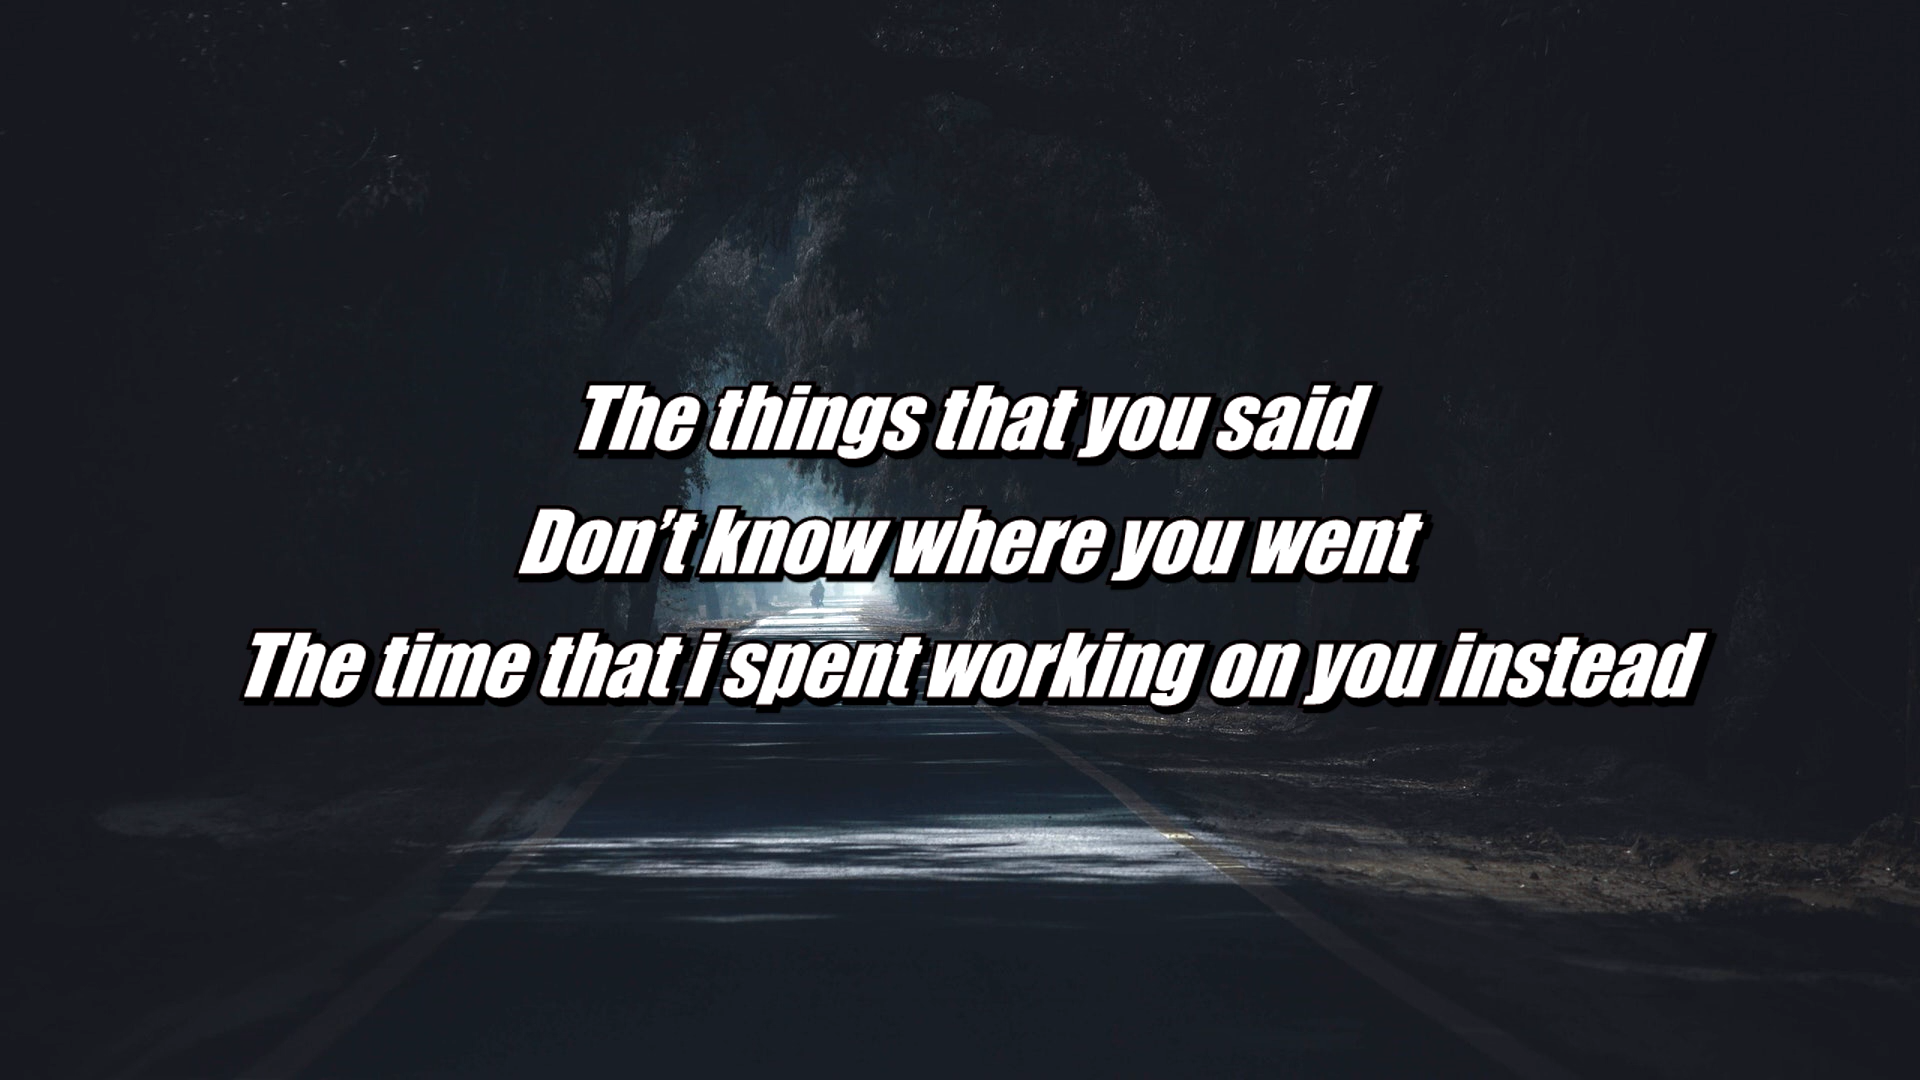 The things that you said
Don’t know where you went
The time that i spent working on you instead